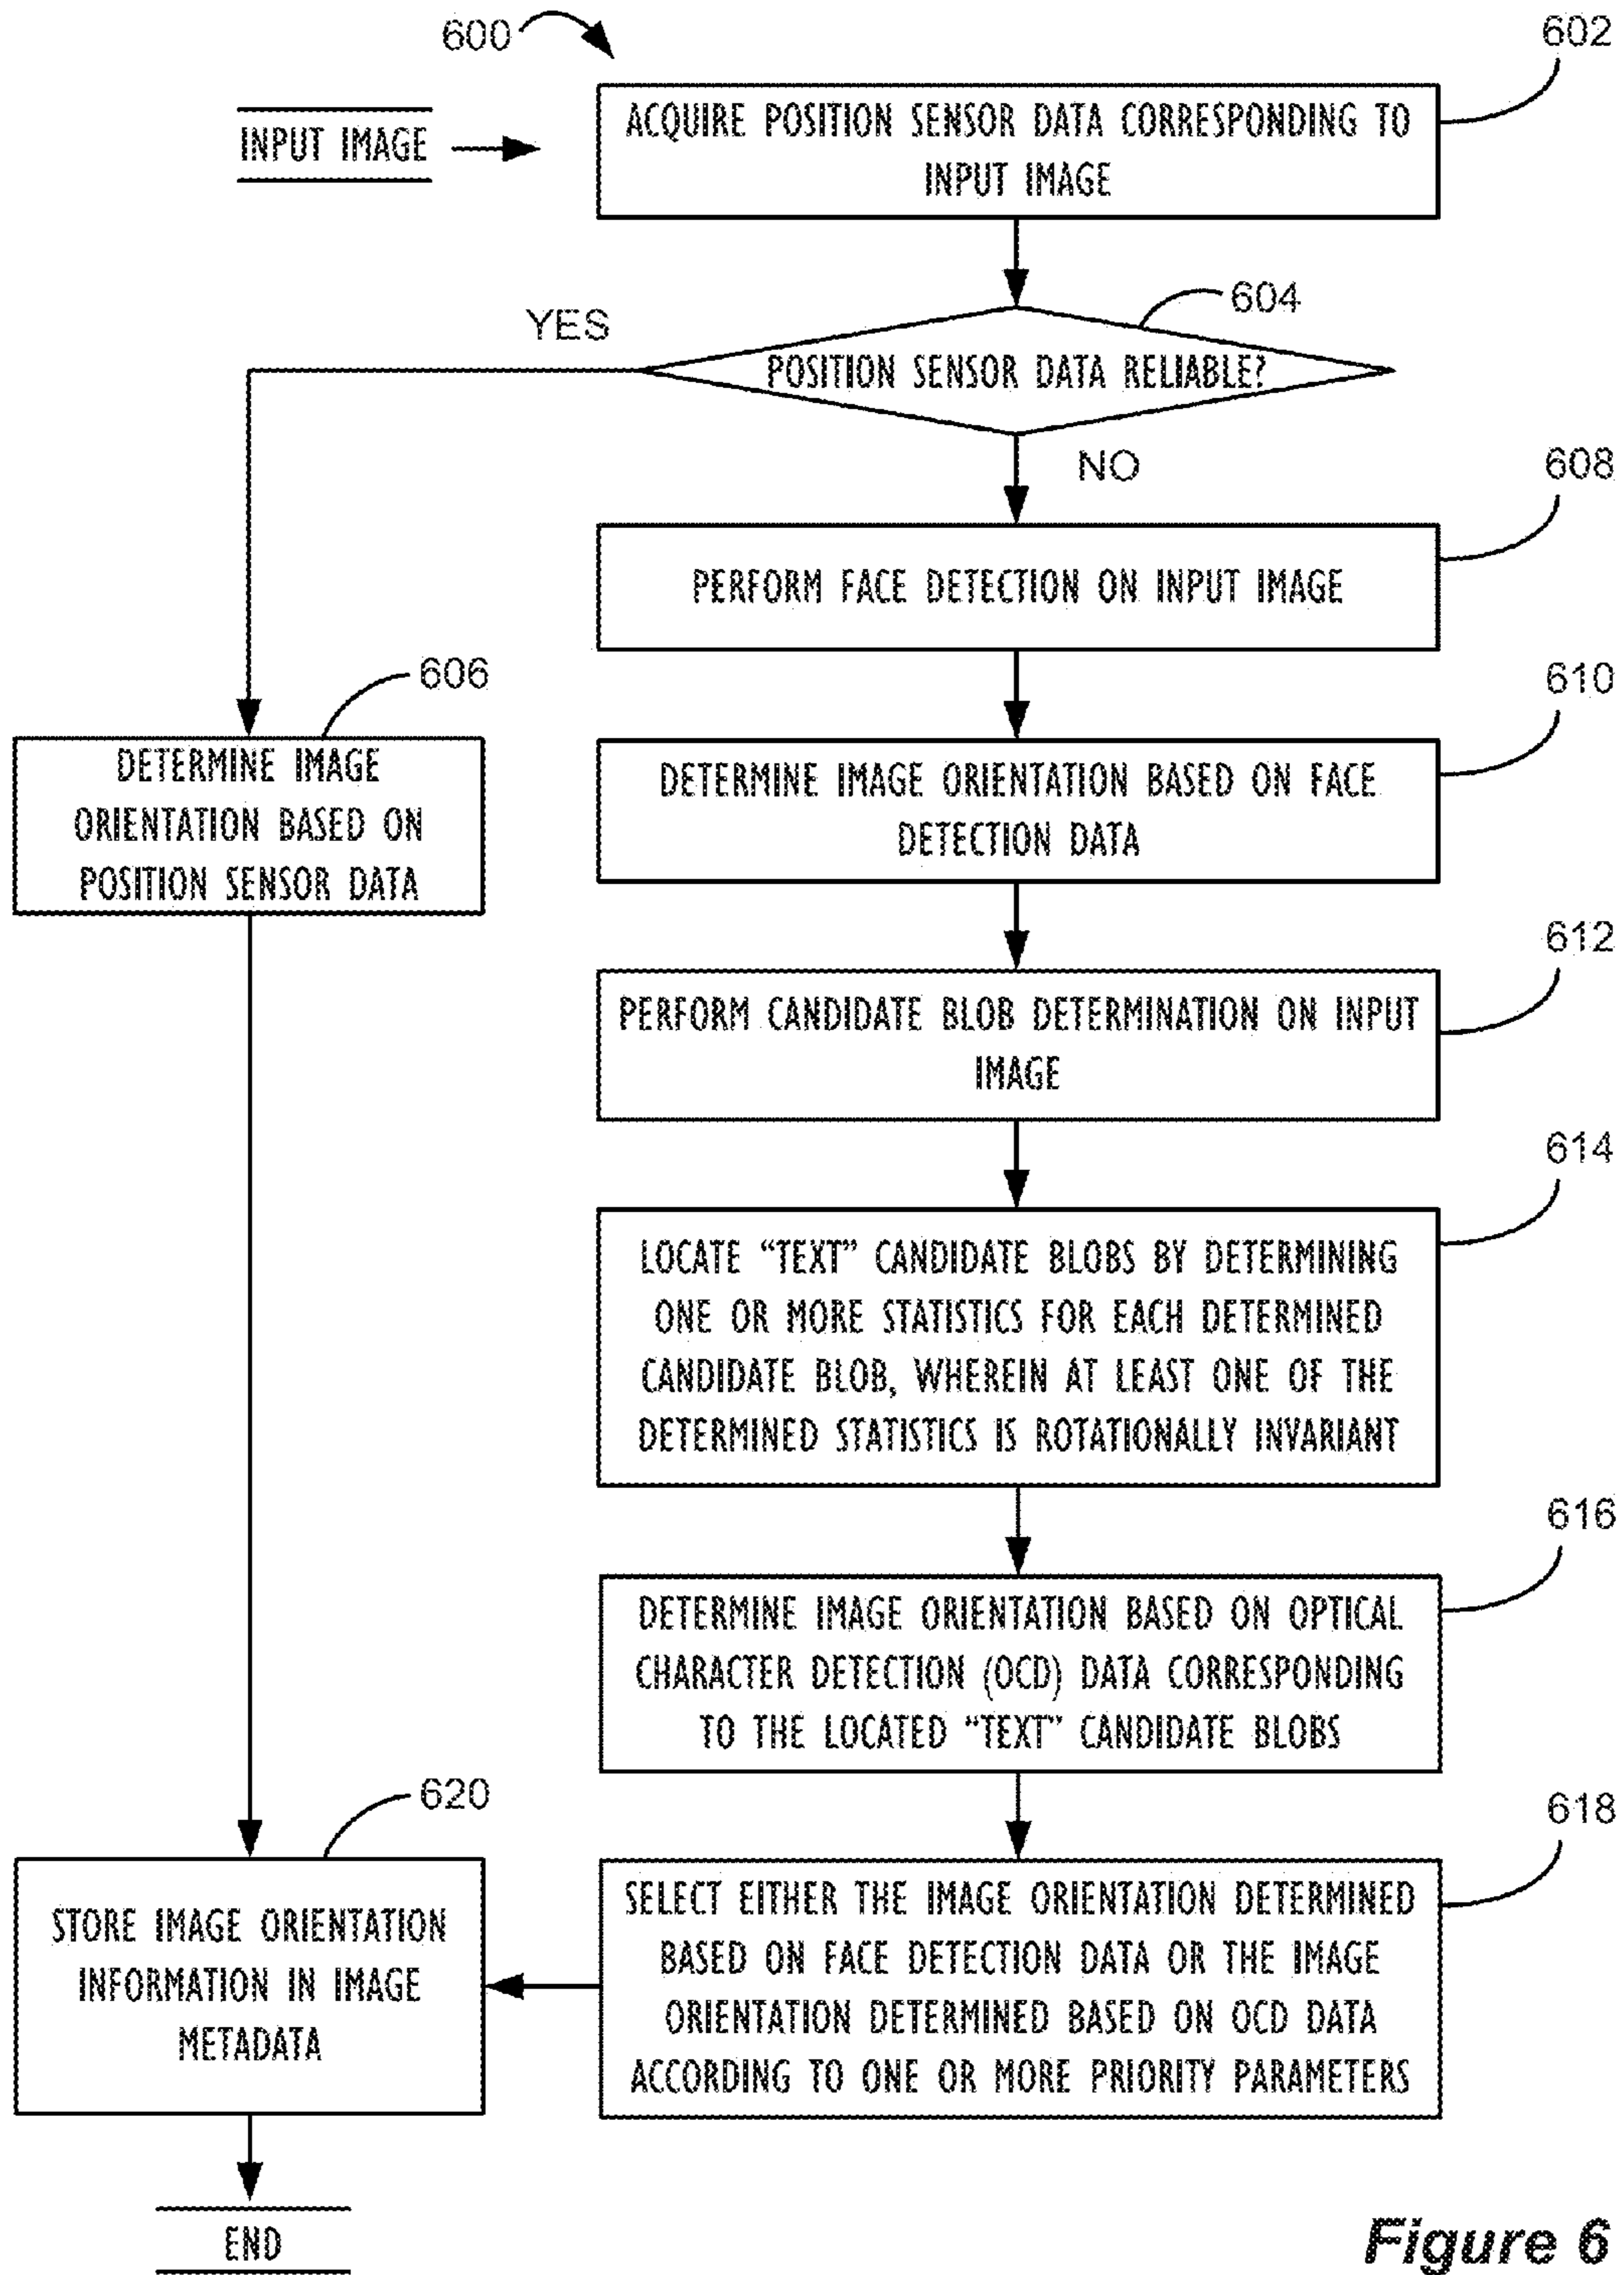 600
602
INPUT IMAGE
ACQUIRE POSITION SENSOR DATA CORRESPONDING TO
INPUT IMAGE
604
YES
POSITION SENSOR DATA RELIABLE?
NO
608
PERFORM FACE DETECTION ON INPUT IMAGE
606
DETERMINE IMAGE
ORIENTATION BASED ON
POSITION SENSOR DATA
610
DETERMINE IMAGE ORIENTATION BASED ON FACE
DETECTION DATA
612
PERFORM CANDIDATE BLOB DETERMINATION ON INPUT
IMAGE
614
LOCATE “TEXT” CANDIDATE BLOBS BY DETERMINING
ONE OR MORE STATISTICS FOR EACH DETERMINED
CANDIDATE BLOB, WHEREIN AT LEAST ONE OF THE
DETERMINED STATISTICS IS ROTATIONALLY INVARIANT
616
DETERMINE IMAGE ORIENTATION BASED ON OPTICAL
CHARACTER DETECTION (OCD) DATA CORRESPONDING
TO THE LOCATED “TEXT” CANDIDATE BLOBS
618
SELECT EITHER THE IMAGE ORIENTATION DETERMINED
BASED ON FACE DETECTION DATA OR THE IMAGE
ORIENTATION DETERMINED BASED ON OCD DATA
ACCORDING TO ONE OR MORE PRIORITY PARAMETERS
620
STORE IMAGE ORIENTATION
INFORMATION IN IMAGE
METADATA
END
Figure 6